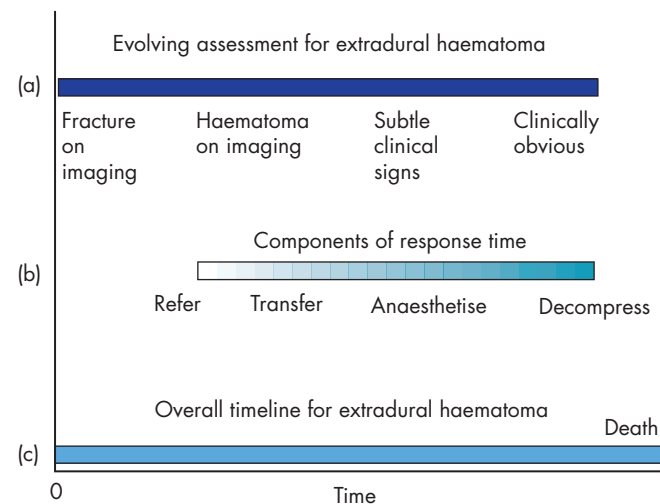 Evolving assessment for extradural haematoma
(a)
Fracture
on
imaging
Haematoma
on imaging
Subtle
clinical
signs
Clinically
obvious
Components of response time
(b)
Refer
Transfer
Anaesthetise
Decompress
Overall timeline for extradural haematoma
Death
(c)
0
Time